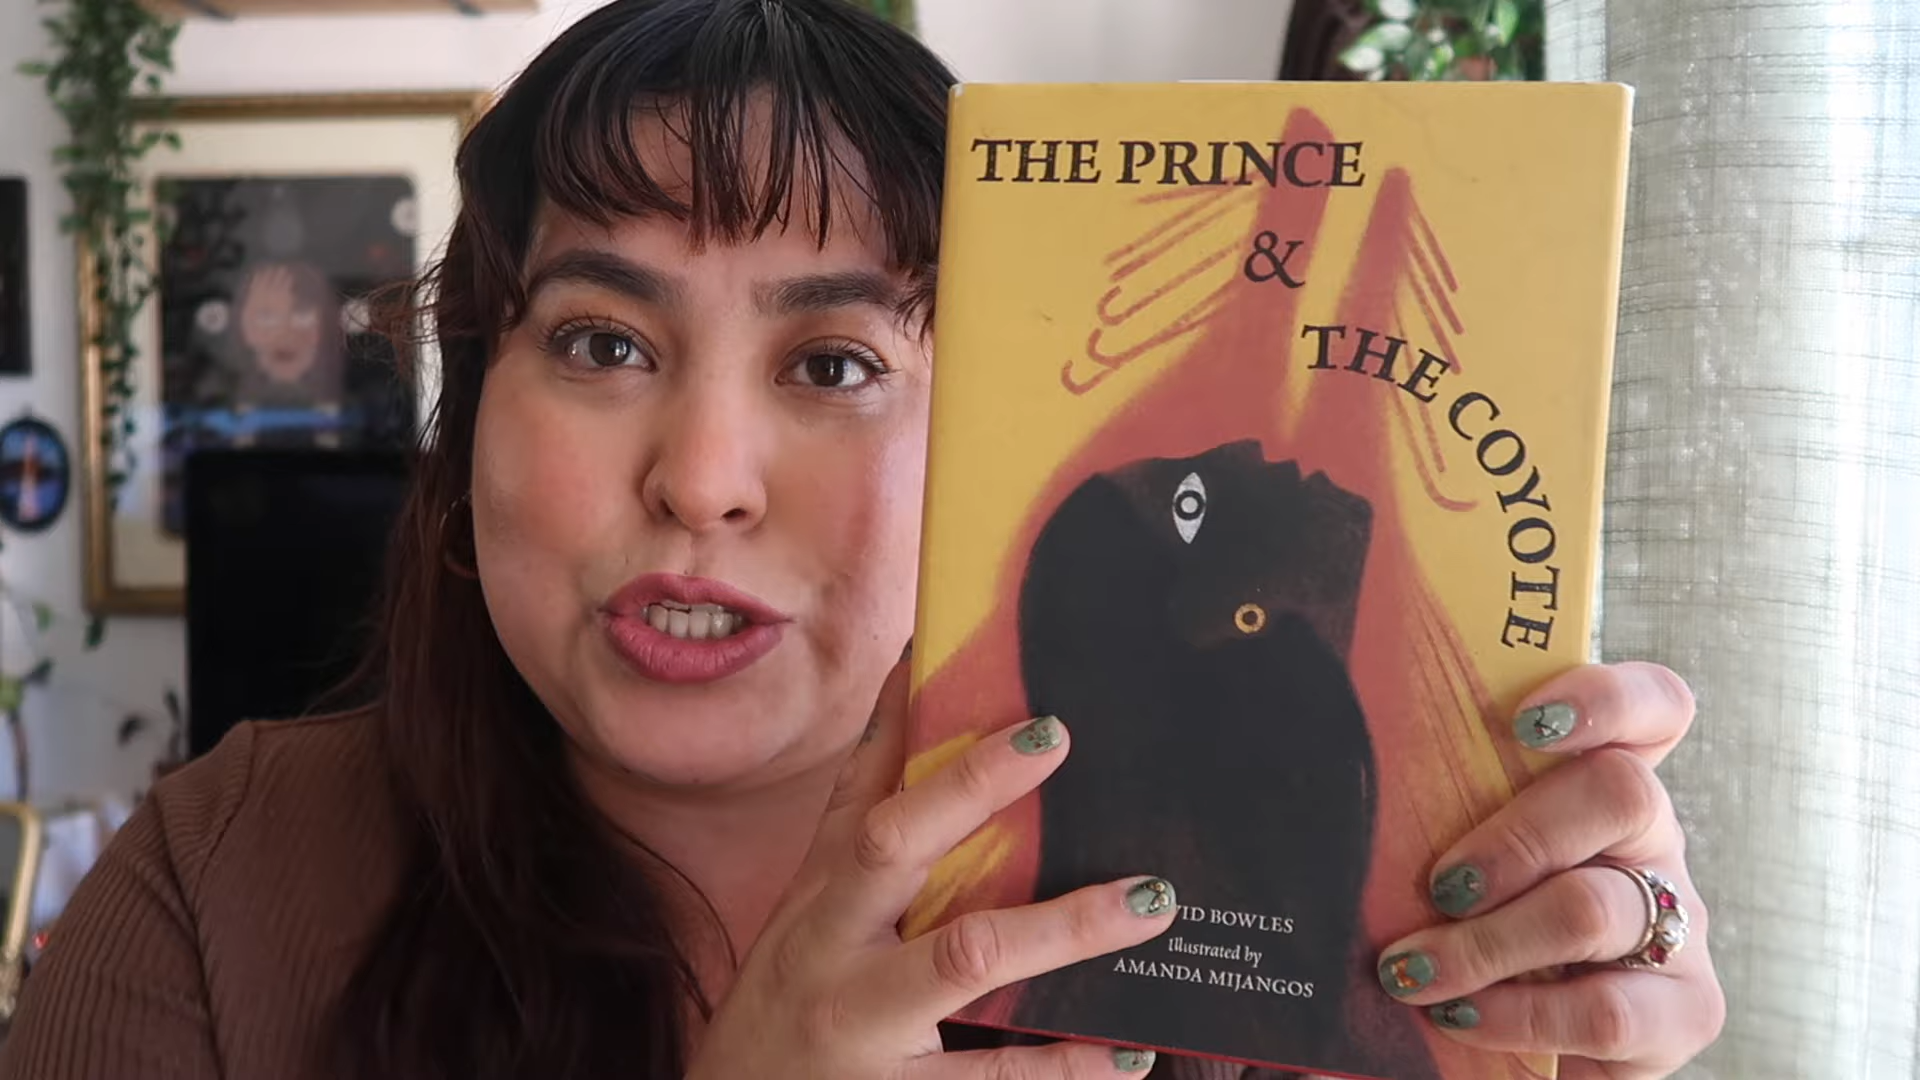 THE PRINCE
&
THE COYOTE
VID BOWLES
Illustrated by
AMANDA MIJANGOS